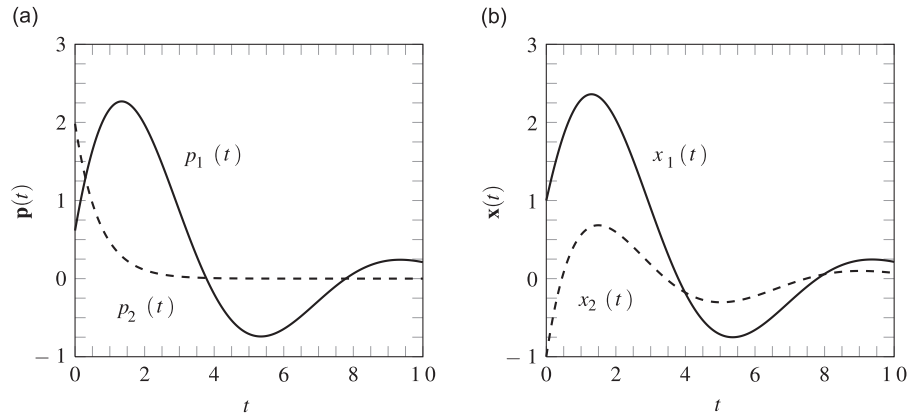 (a)
3
2
1
0
− 1
p(t)
p1 (t)
p2 (t)
0 2 4 6 8 10
t
(b)
3
2
1
0
− 1
x(t)
x1 (t)
x2 (t)
0 2 4 6 8 10
t